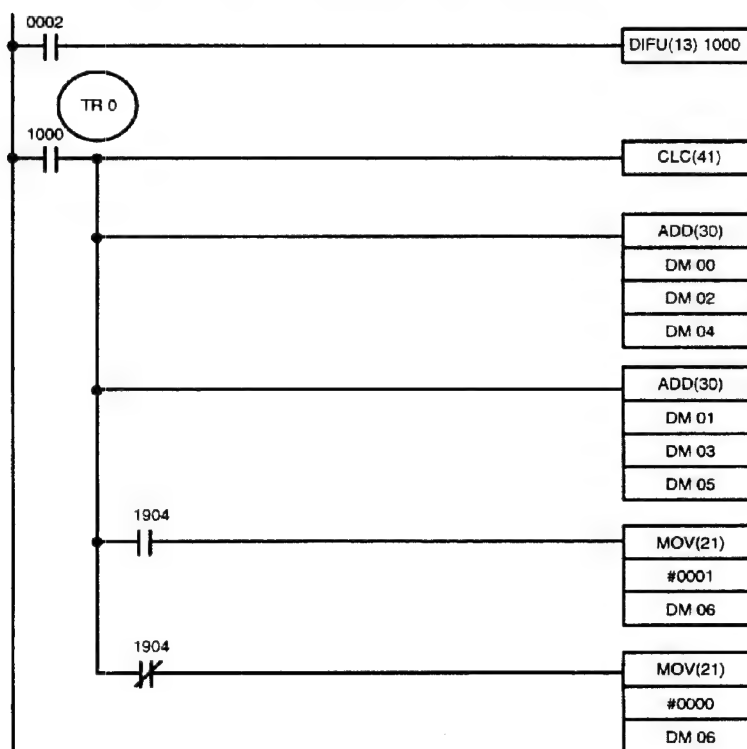 0002
DIFU(13) 1000
TR 0
1000
CLC(41)
ADD(30)
DM 00
DM 02
DM 04
ADD(30)
DM 01
DM 03
DM 05
1904
MOV(21)
#0001
DM 06
1904
MOV(21)
#0000
DM 06